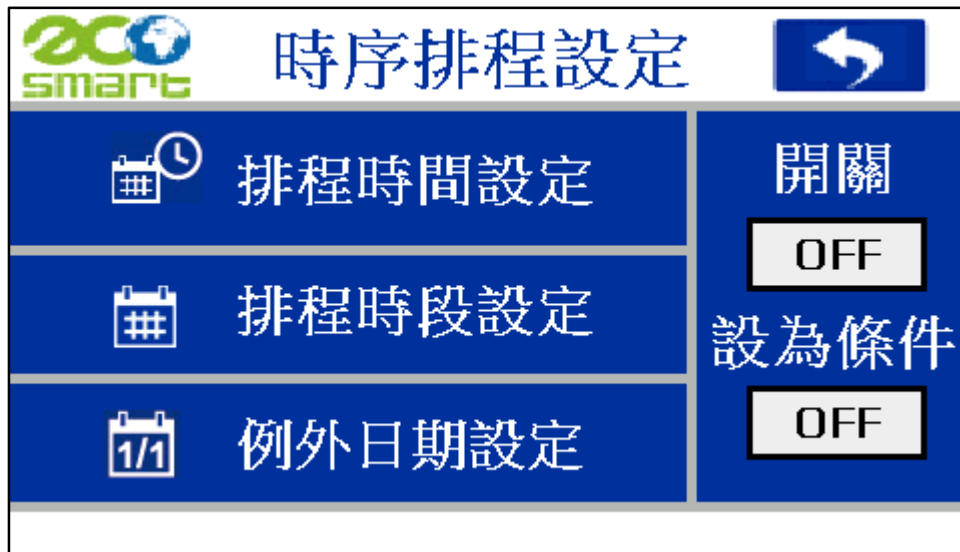 eco
smart
時序排程設定
排程時間設定
排程時段設定
1/1 例外日期設定
開關
OFF
設為條件
OFF